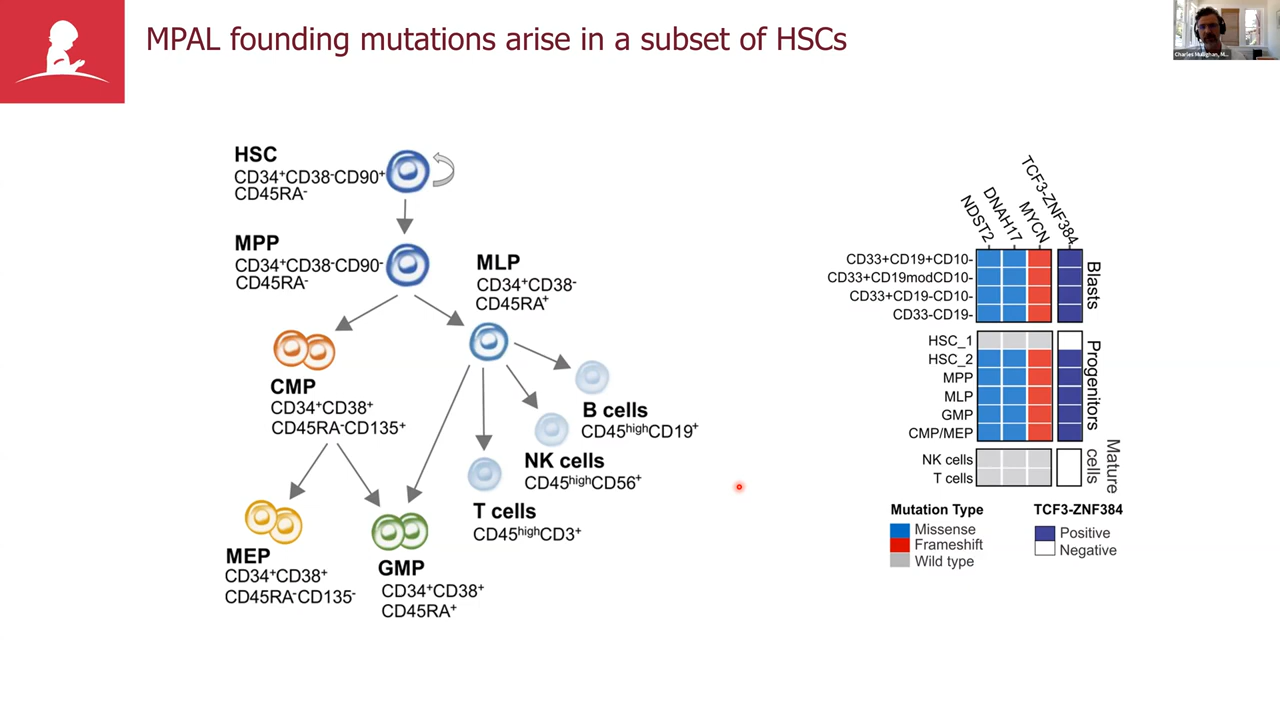 MPAL founding mutations arise in a subset of HSCs
Charles Mullighan, M...
HSC
CD34⁺CD38⁻CD90⁺
CD45RA⁻
MPP
CD34⁺CD38⁻CD90⁻
CD45RA⁻
MLP
CD34⁺CD38⁻
CD45RA⁺
CMP
CD34⁺CD38⁺
CD45RA⁻CD135⁺
B cells
CD45ʰⁱᵍʰCD19⁺
NK cells
CD45ʰⁱᵍʰCD56⁺
T cells
CD45ʰⁱᵍʰCD3⁺
MEP
CD34⁺CD38⁺
CD45RA⁻CD135⁻
GMP
CD34⁺CD38⁺
CD45RA⁺
NDST2
DNAH17
MYCN
TCF3-ZNF384
CD33+CD19+CD10-
CD33+CD19modCD10-
CD33+CD19-CD10-
CD33-CD19-
Blasts
HSC_1
HSC_2
MPP
MLP
GMP
CMP/MEP
Progenitors
NK cells
T cells
Mature
cells
Mutation Type
Missense
Frameshift
Wild type
TCF3-ZNF384
Positive
Negative